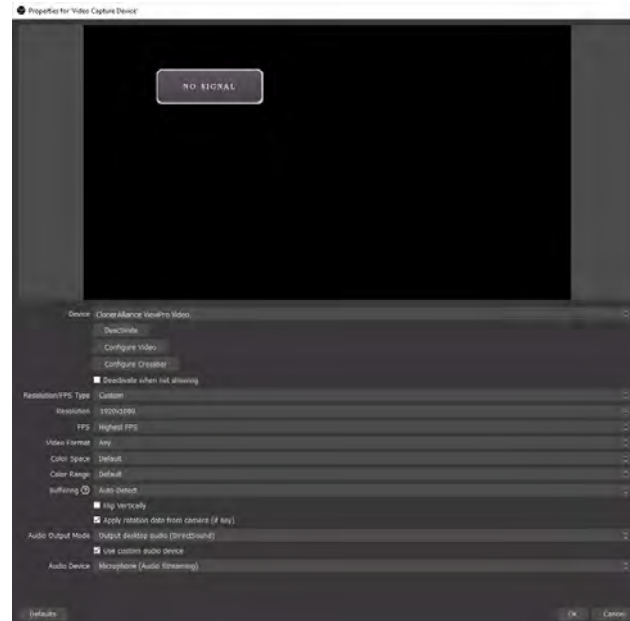 Properties for 'Video Capture Device'
NO SIGNAL
Device ClonerAlliance ViewPro Video
Deactivate
Configure Video
Configure Crossbar
Deactivate when not showing
Resolution/FPS Type Custom
Resolution 1920x1080
FPS Highest FPS
Video Format Any
Color Space Default
Color Range Default
Buffering ? Auto-Detect
Flip Vertically
Apply rotation data from camera (if any)
Audio Output Mode Output desktop audio (DirectSound)
Use custom audio device
Audio Device Microphone (Audio Streaming)
Defaults OK Cancel